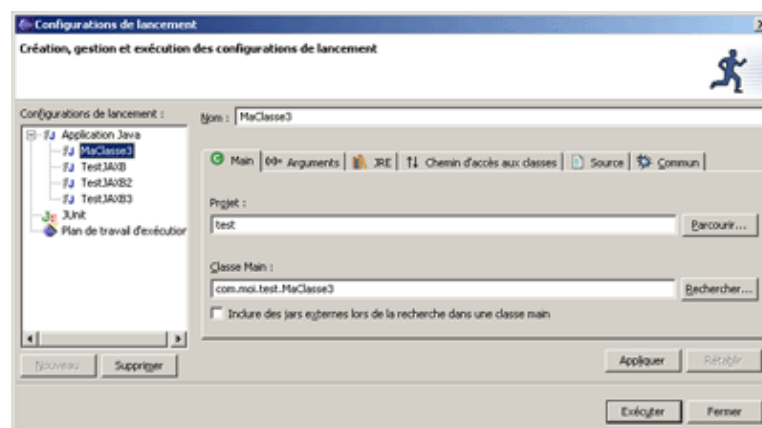 Configurations de lancement
Création, gestion et exécution des configurations de lancement
Configurations de lancement :
Application Java
MaClasse3
TestJAXB
TestJAXB2
TestJAXB3
JUnit
Plan de travail d'exécution
Nouveau
Supprimer
Nom : MaClasse3
Main
Arguments
JRE
Chemin d'accès aux classes
Source
Commun
Projet :
test
Parcourir...
Classe Main :
com.moi.test.MaClasse3
Rechercher...
Inclure des jars externes lors de la recherche dans une classe main
Appliquer
Rétablir
Exécuter
Fermer